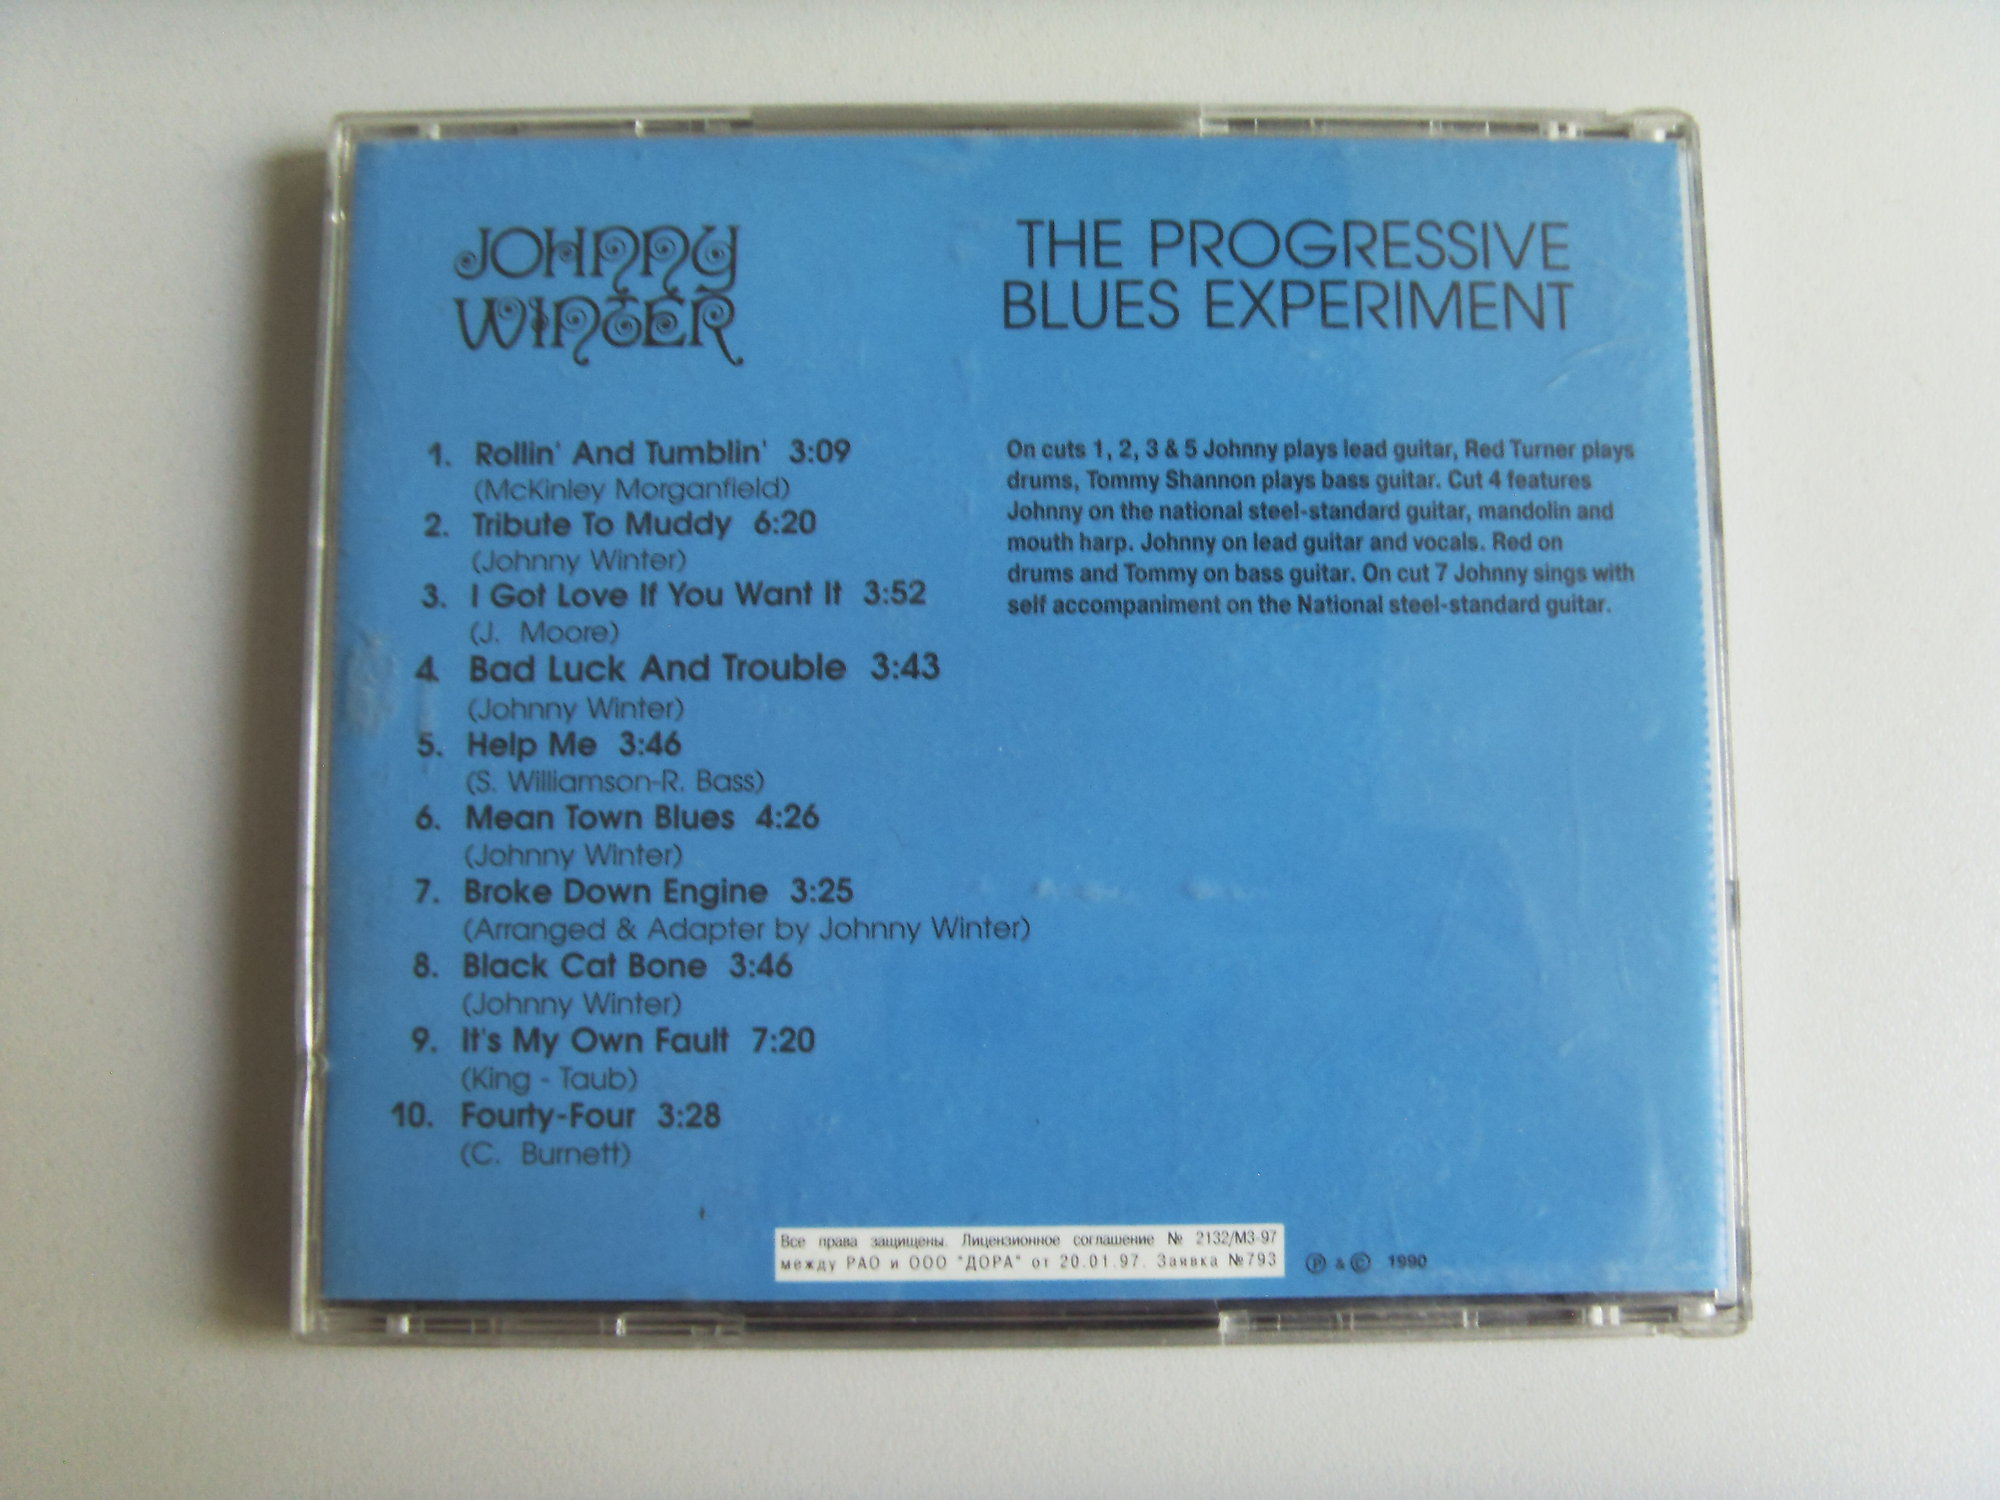 JOHNNY
WINTER
THE PROGRESSIVE
BLUES EXPERIMENT
1. Rollin' And Tumblin' 3:09
(McKinley Morganfield)
2. Tribute To Muddy 6:20
(Johnny Winter)
3. I Got Love If You Want It 3:52
(J. Moore)
4. Bad Luck And Trouble 3:43
(Johnny Winter)
5. Help Me 3:46
(S. Williamson-R. Bass)
6. Mean Town Blues 4:26
(Johnny Winter)
7. Broke Down Engine 3:25
(Arranged & Adapter by Johnny Winter)
8. Black Cat Bone 3:46
(Johnny Winter)
9. It's My Own Fault 7:20
(King - Taub)
10. Fourty-Four 3:28
(C. Burnett)
On cuts 1, 2, 3 & 5 Johnny plays lead guitar, Red Turner plays
drums, Tommy Shannon plays bass guitar. Cut 4 features
Johnny on the national steel-standard guitar, mandolin and
mouth harp. Johnny on lead guitar and vocals. Red on
drums and Tommy on bass guitar. On cut 7 Johnny sings with
self accompaniment on the National steel-standard guitar.
Все права защищены. Лицензионное соглашение № 2132/МЗ-97
между РАО и ООО "ДОРА" от 20.01.97. Заявка №793
℗ & © 1990